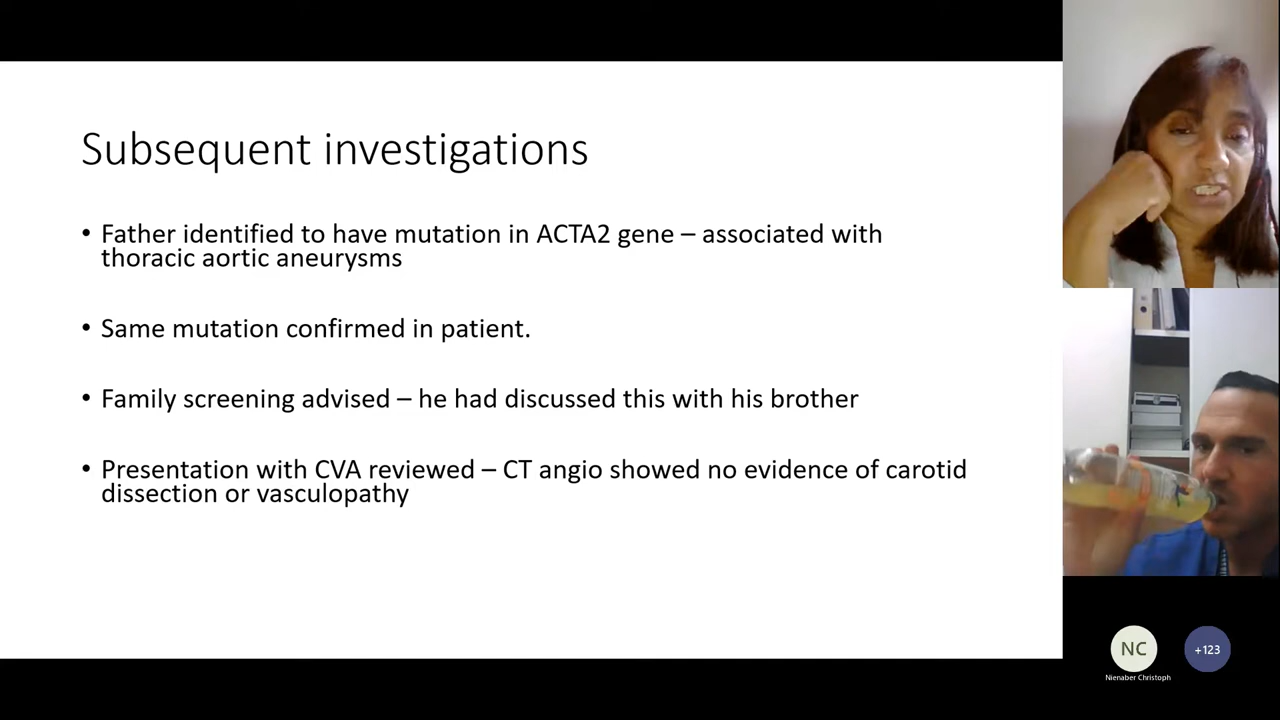 Subsequent investigations
• Father identified to have mutation in ACTA2 gene – associated with
thoracic aortic aneurysms
• Same mutation confirmed in patient.
• Family screening advised – he had discussed this with his brother
• Presentation with CVA reviewed – CT angio showed no evidence of carotid
dissection or vasculopathy
NC
+123
Nienaber Christoph